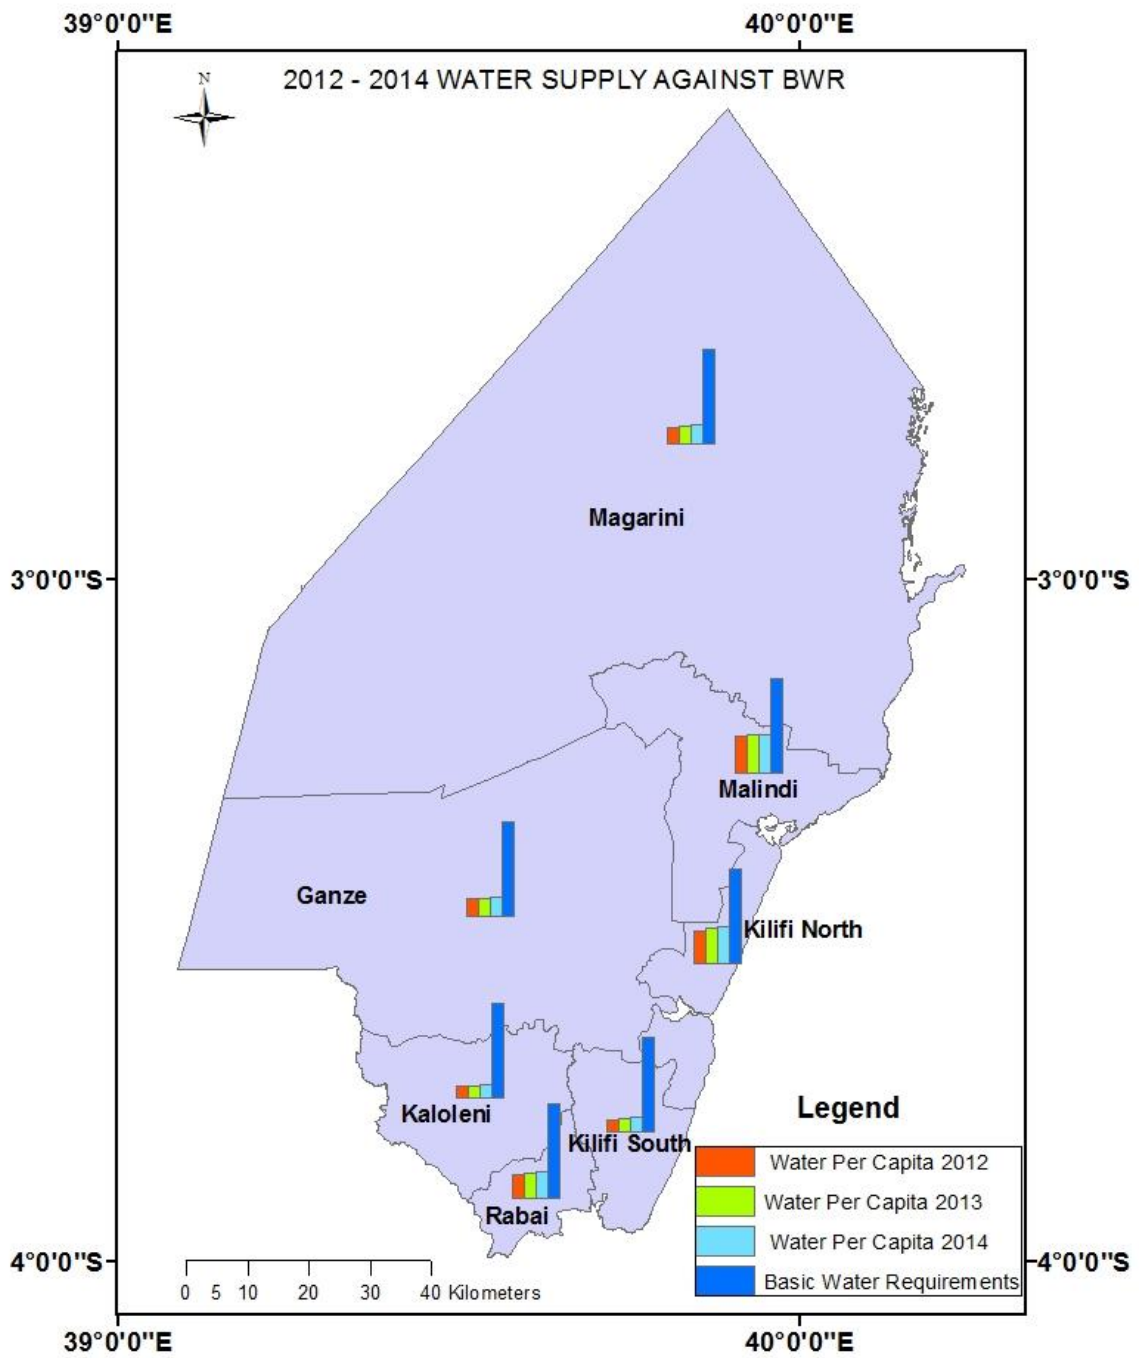 39°0'0"E 40°0'0"E
N
2012 - 2014 WATER SUPPLY AGAINST BWR
Magarini
3°0'0"S 3°0'0"S
Malindi
Ganze
Kilifi North
Kaloleni
Kilifi South
Rabai
Legend
Water Per Capita 2012
Water Per Capita 2013
Water Per Capita 2014
Basic Water Requirements
4°0'0"S 4°0'0"S
0 5 10 20 30 40 Kilometers
39°0'0"E 40°0'0"E